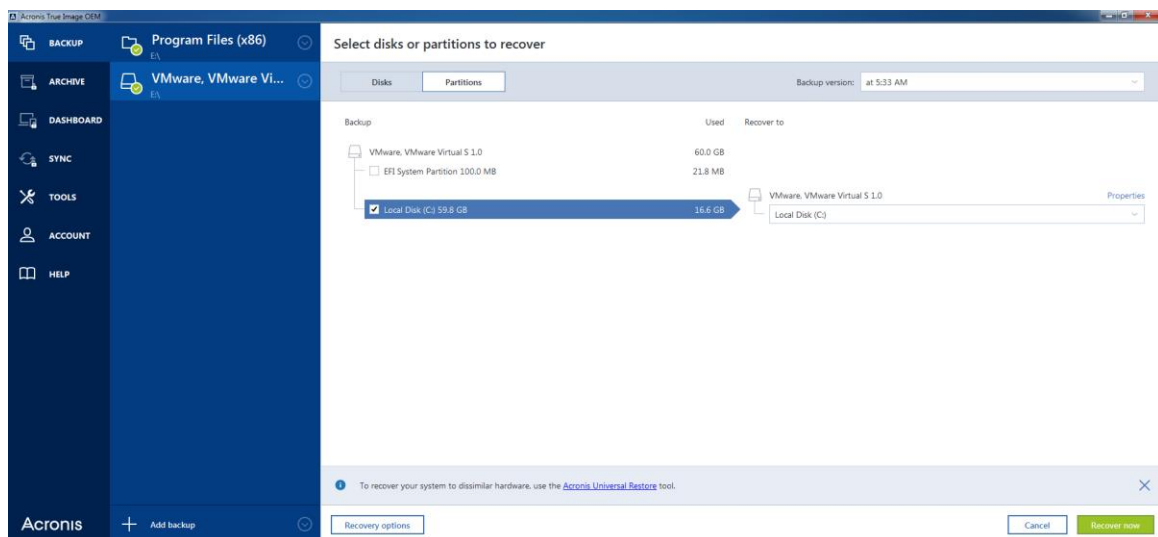 Acronis True Image OEM
BACKUP
ARCHIVE
DASHBOARD
SYNC
TOOLS
ACCOUNT
HELP
Acronis
Program Files (x86)
E:\
VMware, VMware Vi...
E:\
Add backup
Select disks or partitions to recover
Disks Partitions Backup version: at 5:33 AM
Backup Used Recover to
VMware, VMware Virtual S 1.0 60.0 GB
EFI System Partition 100.0 MB 21.8 MB
VMware, VMware Virtual S 1.0 Properties
Local Disk (C:) 59.8 GB 16.6 GB Local Disk (C:)
To recover your system to dissimilar hardware, use the Acronis Universal Restore tool.
Recovery options Cancel Recover now